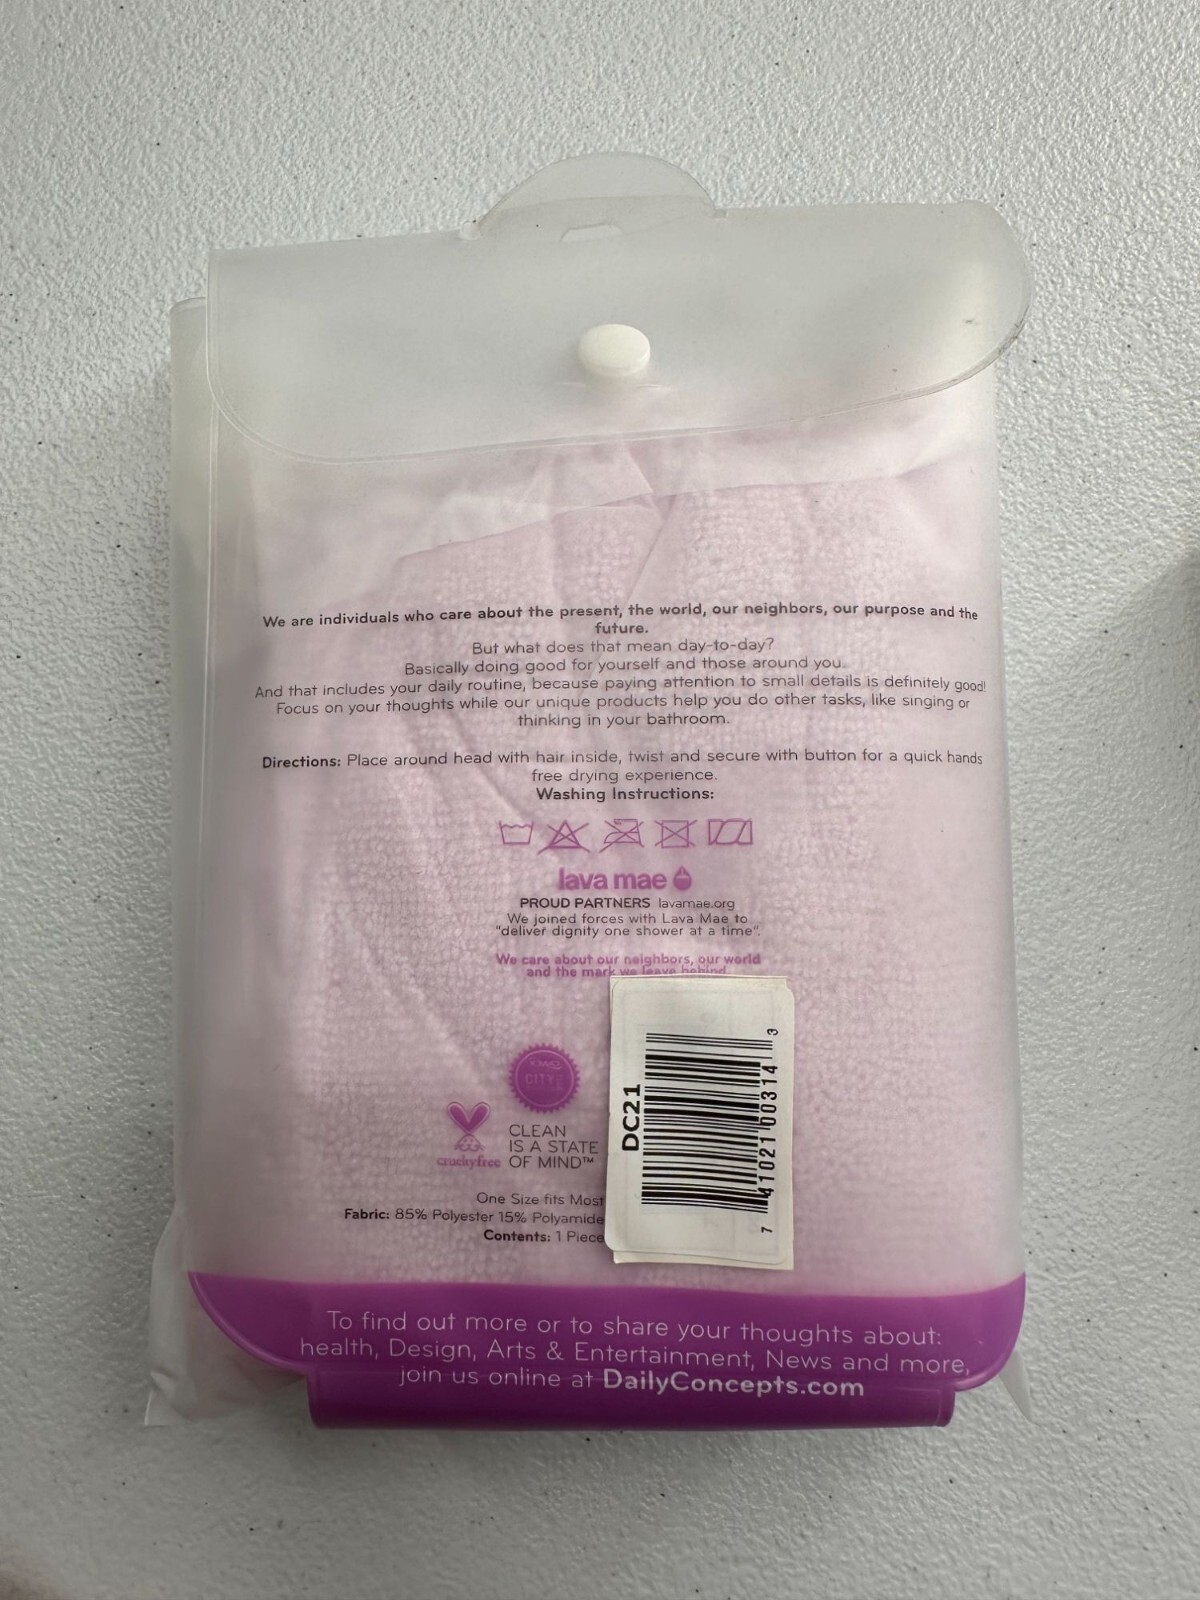 We are individuals who care about the present, the world, our neighbors, our purpose and the
future.
But what does that mean day-to-day?
Basically doing good for yourself and those around you.
And that includes your daily routine, because paying attention to small details is definitely good!
Focus on your thoughts while our unique products help you do other tasks, like singing or
thinking in your bathroom.
Directions: Place around head with hair inside, twist and secure with button for a quick hands
free drying experience.
Washing Instructions:
lava mae
PROUD PARTNERS lavamae.org
We joined forces with Lava Mae to
"deliver dignity one shower at a time".
We care about our neighbors, our world
and the mark we leave behind
CITY
crueltyfree
CLEAN
IS A STATE
OF MIND™
One Size fits Most
Fabric: 85% Polyester 15% Polyamide
Contents: 1 Piece
DC21
7 41021 00314 3
To find out more or to share your thoughts about:
health, Design, Arts & Entertainment, News and more,
join us online at DailyConcepts.com